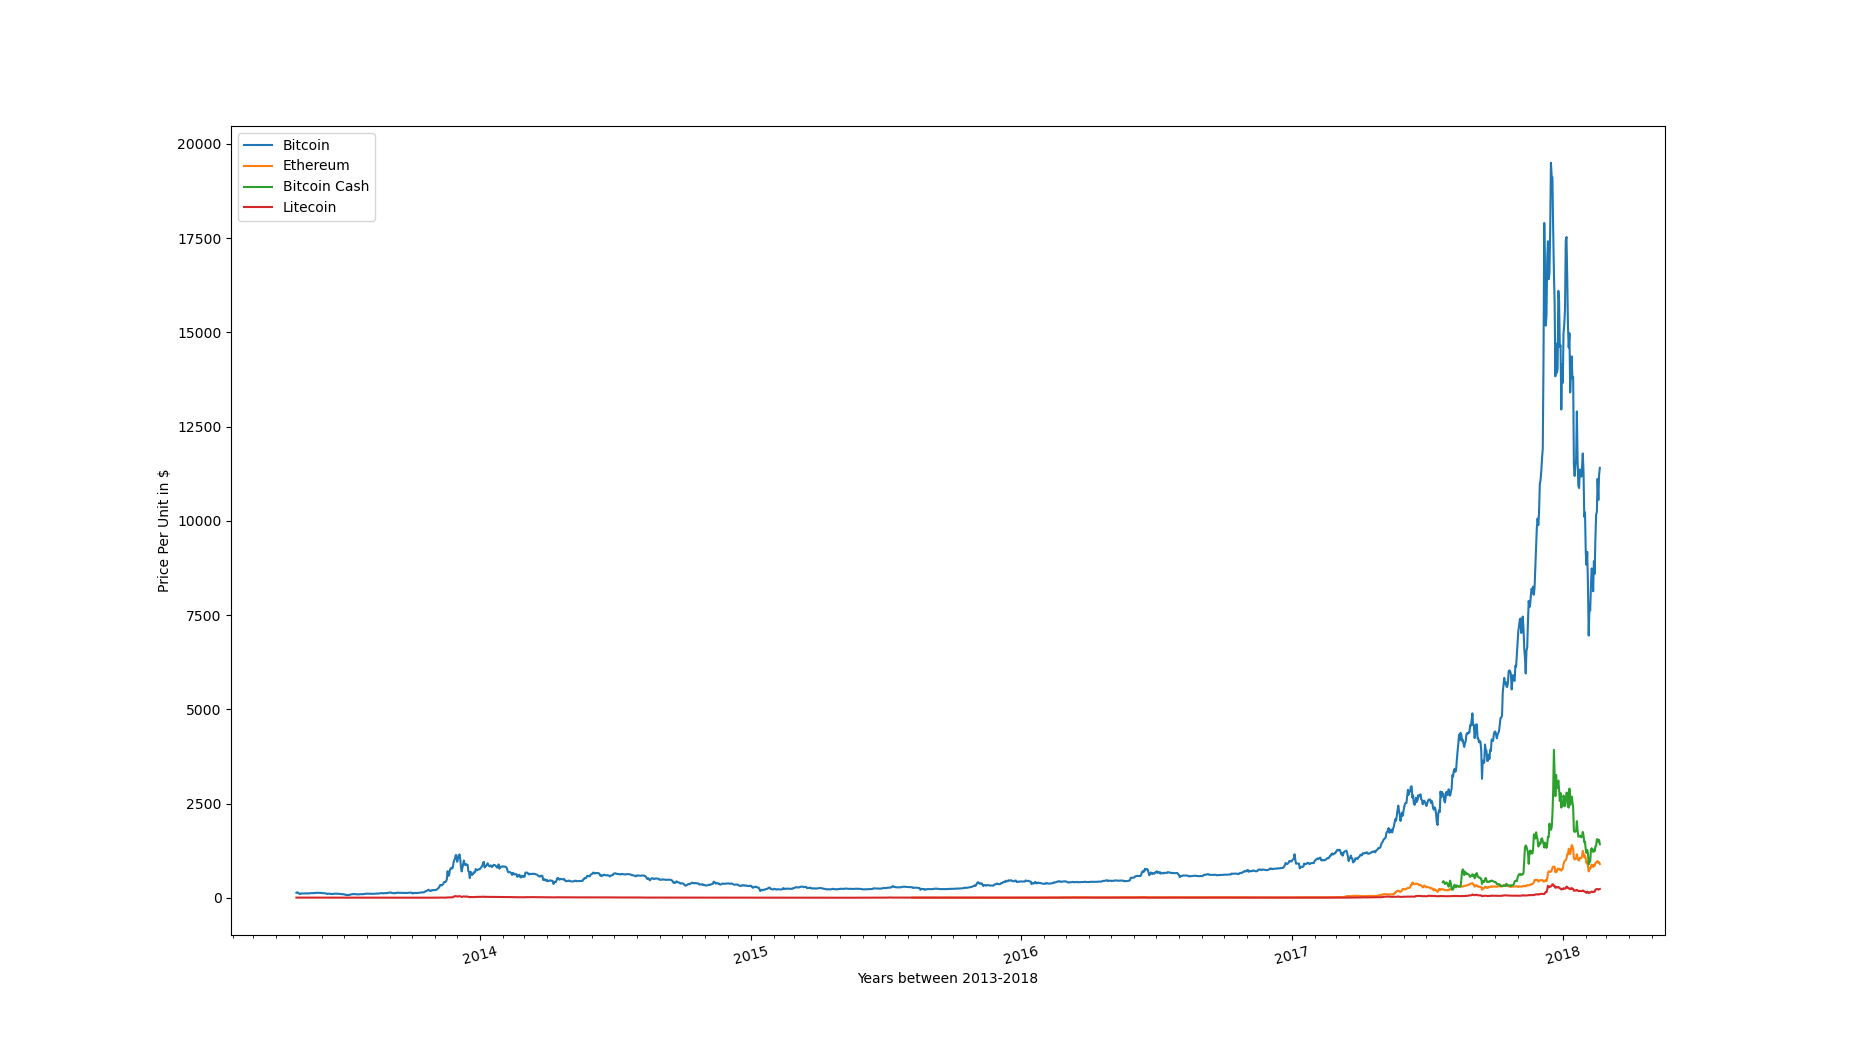 Bitcoin
Ethereum
Bitcoin Cash
Litecoin
20000
17500
15000
12500
10000
7500
5000
2500
0
Price Per Unit in $
2014
2015
2016
2017
2018
Years between 2013-2018